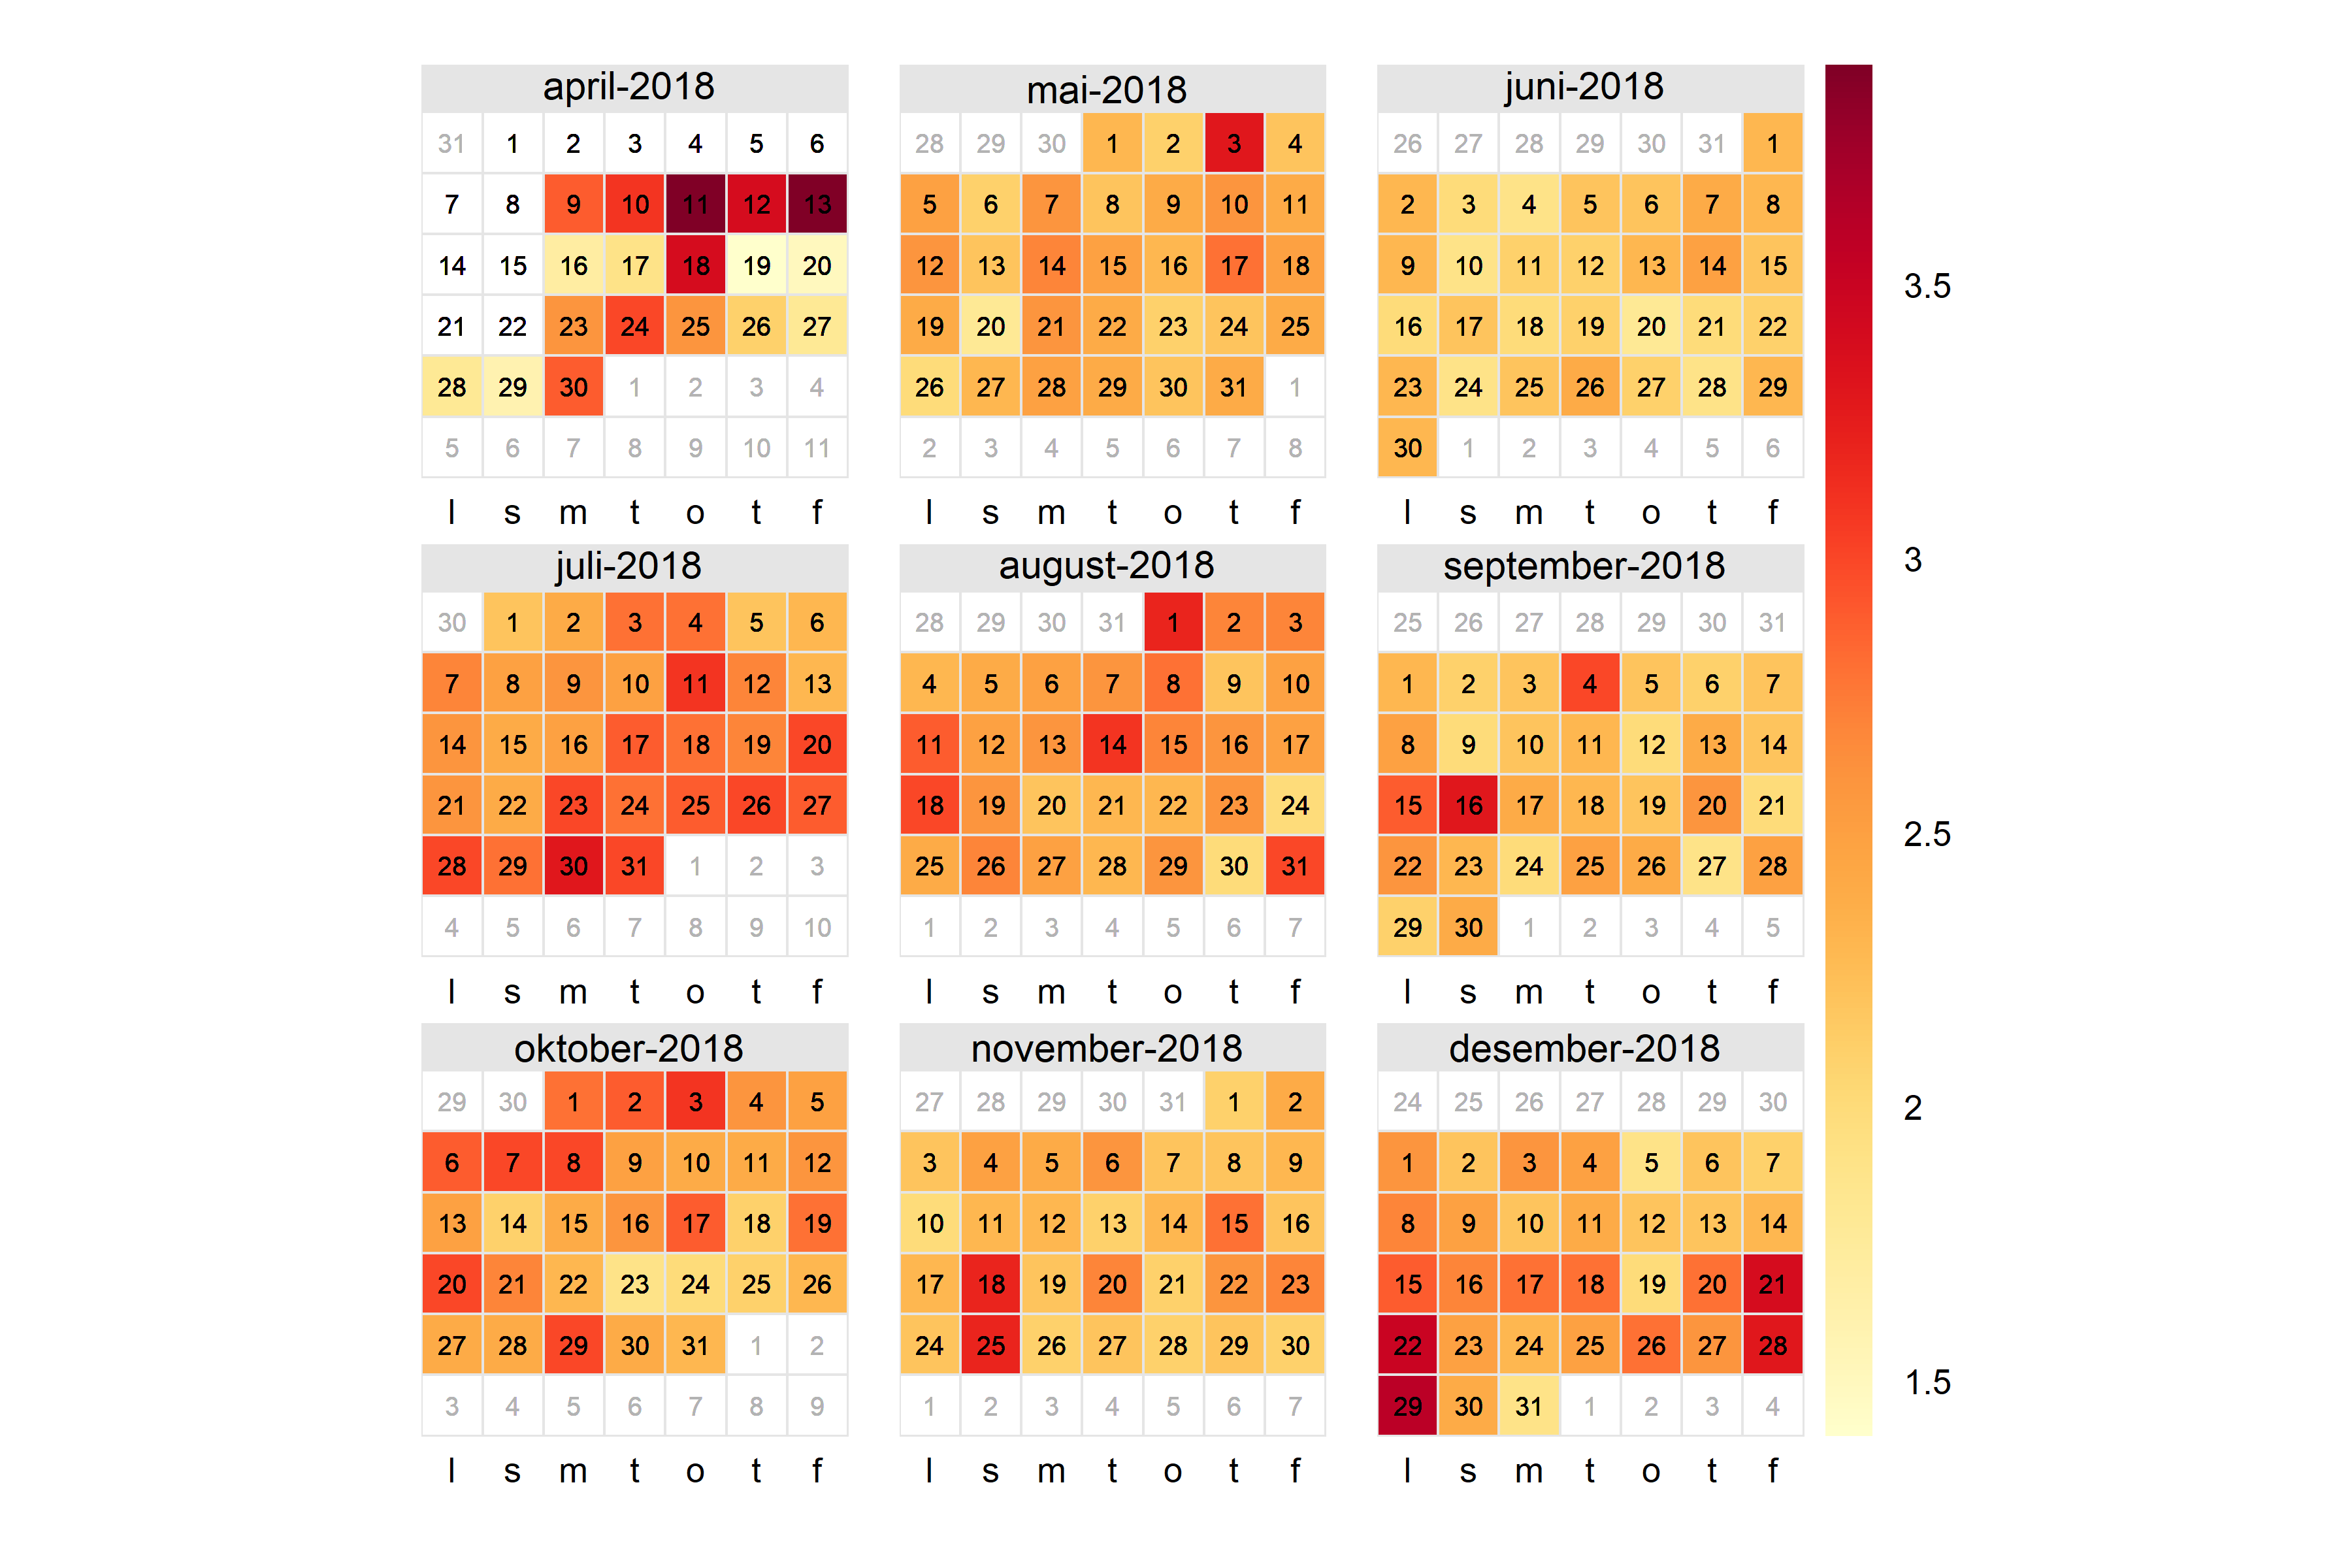 april-2018 mai-2018 juni-2018
31 1 2 3 4 5 6 28 29 30 1 2 3 4 26 27 28 29 30 31 1
7 8 9 10 11 12 13 5 6 7 8 9 10 11 2 3 4 5 6 7 8
14 15 16 17 18 19 20 12 13 14 15 16 17 18 9 10 11 12 13 14 15
3.5
21 22 23 24 25 26 27 19 20 21 22 23 24 25 16 17 18 19 20 21 22
28 29 30 1 2 3 4 26 27 28 29 30 31 1 23 24 25 26 27 28 29
5 6 7 8 9 10 11 2 3 4 5 6 7 8 30 1 2 3 4 5 6
l s m t o t f l s m t o t f l s m t o t f
juli-2018 august-2018 september-2018
3
30 1 2 3 4 5 6 28 29 30 31 1 2 3 25 26 27 28 29 30 31
7 8 9 10 11 12 13 4 5 6 7 8 9 10 1 2 3 4 5 6 7
14 15 16 17 18 19 20 11 12 13 14 15 16 17 8 9 10 11 12 13 14
21 22 23 24 25 26 27 18 19 20 21 22 23 24 15 16 17 18 19 20 21
2.5
28 29 30 31 1 2 3 25 26 27 28 29 30 31 22 23 24 25 26 27 28
4 5 6 7 8 9 10 1 2 3 4 5 6 7 29 30 1 2 3 4 5
l s m t o t f l s m t o t f l s m t o t f
oktober-2018 november-2018 desember-2018
29 30 1 2 3 4 5 27 28 29 30 31 1 2 24 25 26 27 28 29 30
2
6 7 8 9 10 11 12 3 4 5 6 7 8 9 1 2 3 4 5 6 7
13 14 15 16 17 18 19 10 11 12 13 14 15 16 8 9 10 11 12 13 14
20 21 22 23 24 25 26 17 18 19 20 21 22 23 15 16 17 18 19 20 21
27 28 29 30 31 1 2 24 25 26 27 28 29 30 22 23 24 25 26 27 28
1.5
3 4 5 6 7 8 9 1 2 3 4 5 6 7 29 30 31 1 2 3 4
l s m t o t f l s m t o t f l s m t o t f